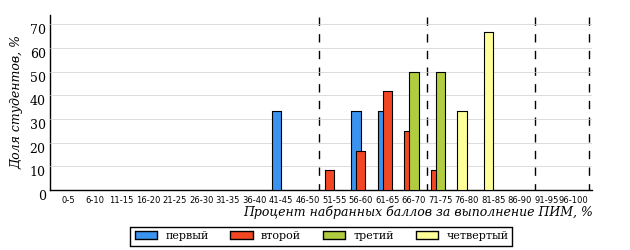 Доля студентов, %
70
60
50
40
30
20
10
0
0-5 6-10 11-15 16-20 21-25 26-30 31-35 36-40 41-45 46-50 51-55 56-60 61-65 66-70 71-75 76-80 81-85 86-90 91-95 96-100
Процент набранных баллов за выполнение ПИМ, %
первый второй третий четвертый